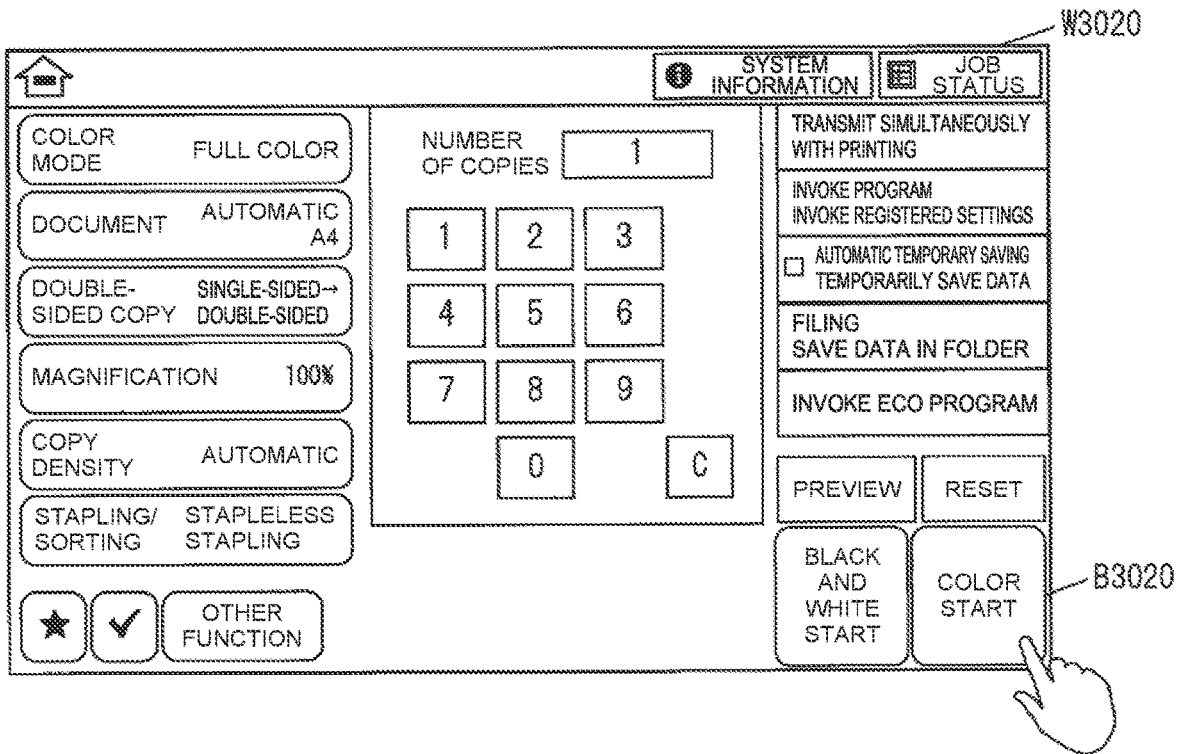 W3020
SYSTEM
INFORMATION
JOB
STATUS
COLOR
MODE
FULL COLOR
DOCUMENT
AUTOMATIC
A4
DOUBLE-
SIDED COPY
SINGLE-SIDED→
DOUBLE-SIDED
MAGNIFICATION
100%
COPY
DENSITY
AUTOMATIC
STAPLING/
SORTING
STAPLELESS
STAPLING
OTHER
FUNCTION
NUMBER
OF COPIES
1
1 2 3
4 5 6
7 8 9
0 C
TRANSMIT SIMULTANEOUSLY
WITH PRINTING
INVOKE PROGRAM
INVOKE REGISTERED SETTINGS
AUTOMATIC TEMPORARY SAVING
TEMPORARILY SAVE DATA
FILING
SAVE DATA IN FOLDER
INVOKE ECO PROGRAM
PREVIEW
RESET
BLACK
AND
WHITE
START
COLOR
START
B3020